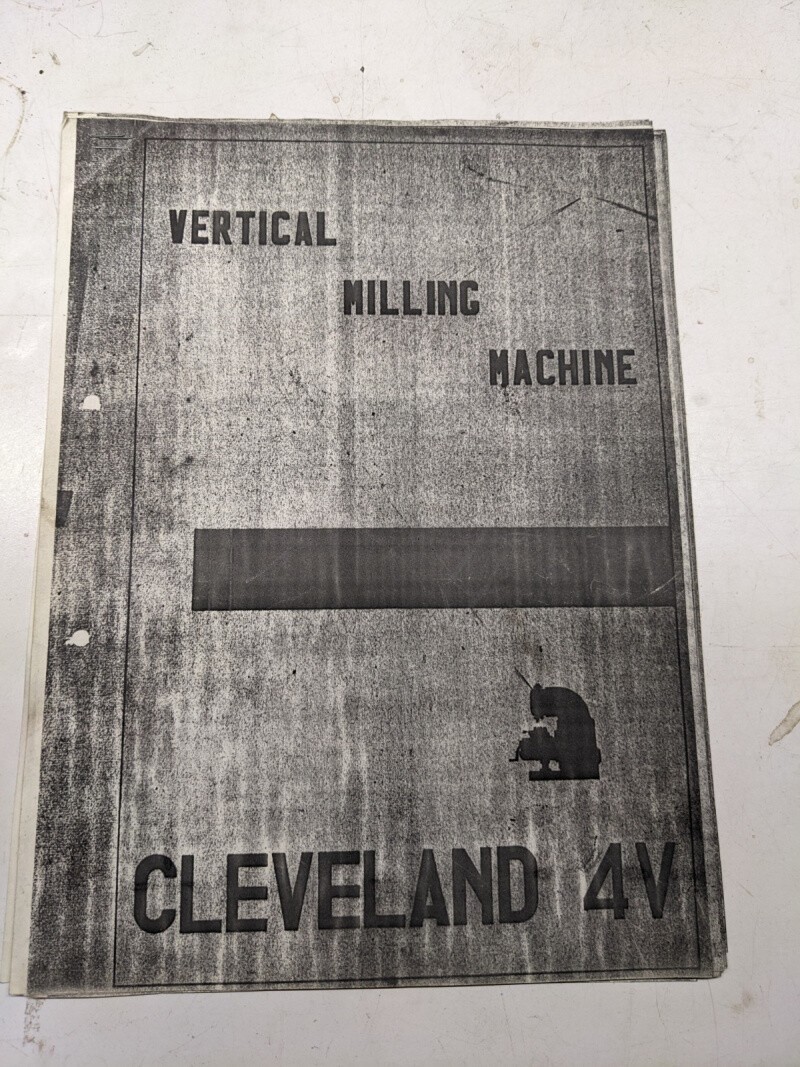 VERTICAL
MILLING
MACHINE
CLEVELAND 4V